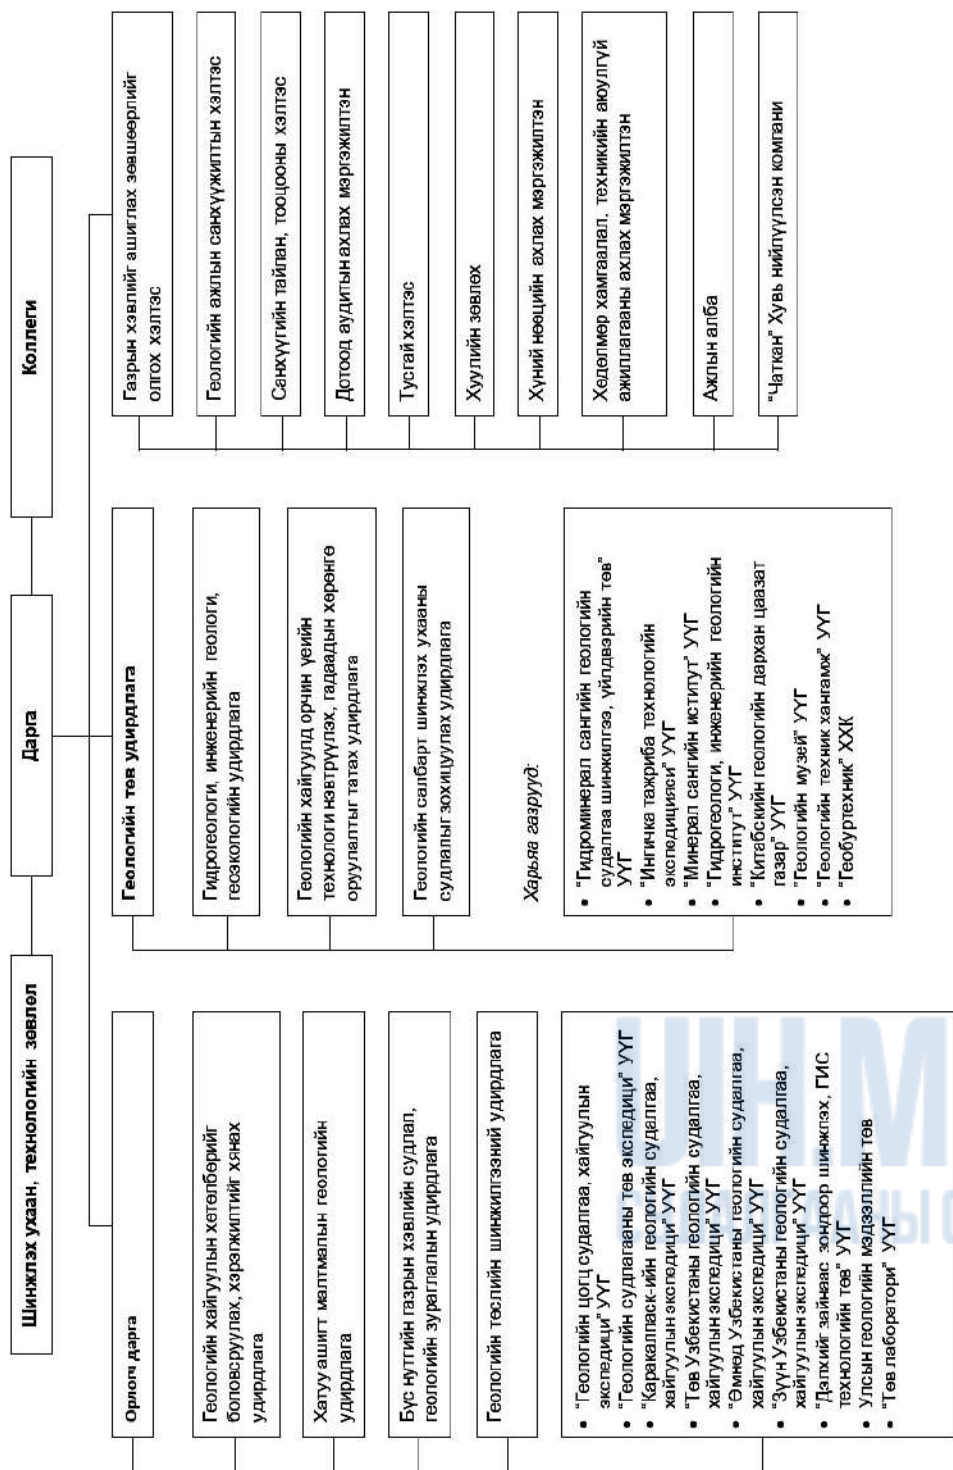 Шинжлэх ухаан, технологийн зөвлөл
Дарга
Коллеги
Орлогч дарга
Геологийн хайгуулын хөтөлбөрийг
боловсруулах, хэрэгжилтийг хянах
удирдлага
Хатуу ашигт малтмалын геологийн
удирдлага
Бүс нутгийн газрын хэвлийн судлал,
геологийн зураглалын удирдлага
Геологийн төслийн шинжилгээний удирдлага
• "Геологийн цогц судалгаа, хайгуулын
экспедици" УҮГ
• "Геологийн судлагааны төв экспедици" УҮГ
• "Каракалпаск-ийн геологийн судалгаа,
хайгуулын экспедици" УҮГ
• "Төв Узбекистаны геологийн судалгаа,
хайгуулын экспедици" УҮГ
• "Өмнөд Узбекистаны геологийн судалгаа,
хайгуулын экспедици" УҮГ
• "Зүүн Узбекистаны геологийн судалгаа,
хайгуулын экспедици" УҮГ
• "Дэлхийг зайнаас зондоор шинжлэх, ГИС
технологийн төв" УҮГ
• Улсын геологийн мэдээллийн төв
• "Төв лаборатори" УҮГ
Геологийн төв удирдлага
Гидрогеологи, инженерийн геологи,
геоэкологийн удирдлага
Геологийн хайгуулд орчин үеийн
технологи нэвтрүүлэх, гадаадын хөрөнгө
оруулалтыг татах удирдлага
Геологийн салбарт шинжлэх ухааны
судлалыг зохицуулах удирдлага
Харьяа газрууд:
• "Гидроминерал сангийн геологийн
судалгаа шинжилгээ, үйлдвэрийн төв"
УҮГ
• "Ингичка тажриба технологийн
экспедицияси" УҮГ
• "Минерал сангийн иститут" УҮГ
• "Гидрогеологи, инженерийн геологийн
институт" УҮГ
• "Китабскийн геологийн дархан цаазат
газар" УҮГ
• "Геологийн музей" УҮГ
• "Геологийн техник хангамж" УҮГ
• "Геобуртехник" ХХК
Газрын хэвлийг ашиглах зөвшөөрлийг
олгох хэлтэс
Геологийн ажлын санхүүжилтын хэлтэс
Санхүүгийн тайлан, тооцооны хэлтэс
Дотоод аудитын ахлах мэргэжилтэн
Тусгай хэлтэс
Хуулийн зөвлөх
Хүний нөөцийн ахлах мэргэжилтэн
Хөдөлмөр хамгаалал, техникийн аюулгүй
ажиллагааны ахлах мэргэжилтэн
Ажлын алба
"Чаткан" Хувь нийлүүлсэн компани